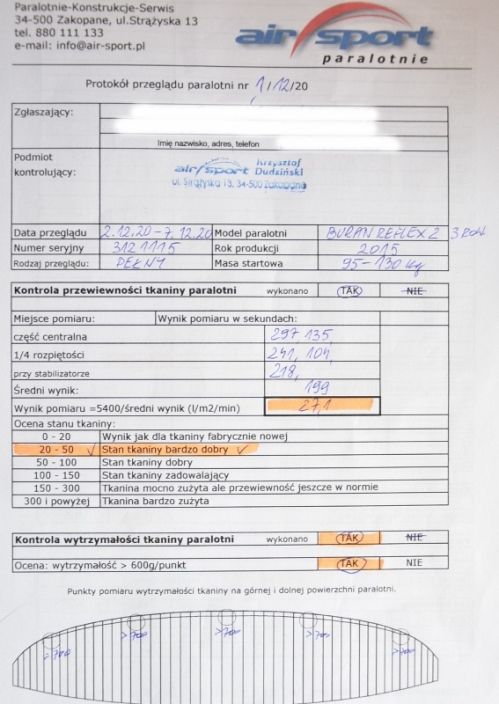 Paralotnie-Konstrukcje-Serwis
34-500 Zakopane, ul.Strążyska 13
tel. 880 111 133
e-mail: info@air-sport.pl
air/sport
paralotnie
Protokół przeglądu paralotni nr 1/12/20
Zgłaszający:
Imię nazwisko, adres, telefon
Podmiot kontrolujący:
air/sport Krzysztof Dudziński
ul. Strążyska 13, 34-500 Zakopane
Data przeglądu 2.12.20-7.12.20 Model paralotni BURAN REFLEX 2
Numer seryjny 3121115 Rok produkcji 2015
Rodzaj przeglądu: PEŁNY Masa startowa 95-130 kg
Kontrola przewiewności tkaniny paralotni wykonano TAK NIE
Miejsce pomiaru: Wynik pomiaru w sekundach:
część centralna 297 135,
1/4 rozpiętości 241, 104,
przy stabilizatorze 218,
Średni wynik: 199
Wynik pomiaru =5400/średni wynik (l/m2/min) 27,1
Ocena stanu tkaniny:
0 - 20 Wynik jak dla tkaniny fabrycznie nowej
20 - 50 Stan tkaniny bardzo dobry
50 - 100 Stan tkaniny dobry
100 - 150 Stan tkaniny zadowalający
150 - 300 Tkanina mocno zużyta ale przewiewność jeszcze w normie
300 i powyżej Tkanina bardzo zużyta
Kontrola wytrzymałości tkaniny paralotni wykonano TAK NIE
Ocena: wytrzymałość > 600g/punkt TAK NIE
Punkty pomiaru wytrzymałości tkaniny na górnej i dolnej powierzchni paralotni.
>700 >700 >700 >700 >700